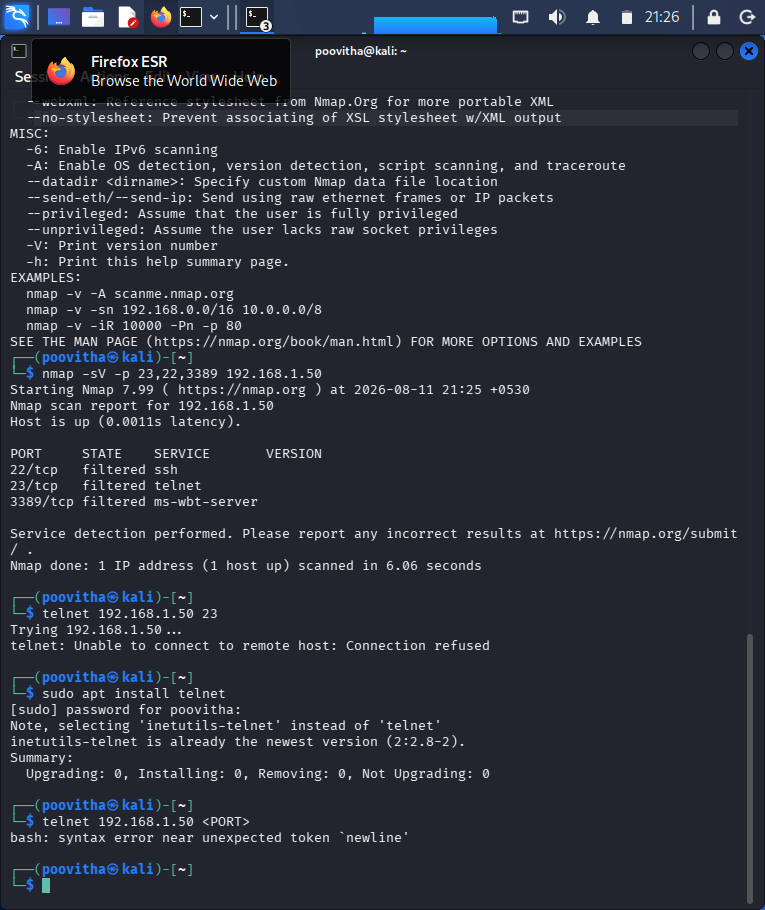 21:26
3
poovitha@kali: ~
Firefox ESR
Browse the World Wide Web
--webxml: Reference stylesheet from Nmap.Org for more portable XML
--no-stylesheet: Prevent associating of XSL stylesheet w/XML output
MISC:
-6: Enable IPv6 scanning
-A: Enable OS detection, version detection, script scanning, and traceroute
--datadir <dirname>: Specify custom Nmap data file location
--send-eth/--send-ip: Send using raw ethernet frames or IP packets
--privileged: Assume that the user is fully privileged
--unprivileged: Assume the user lacks raw socket privileges
-V: Print version number
-h: Print this help summary page.
EXAMPLES:
nmap -v -A scanme.nmap.org
nmap -v -sn 192.168.0.0/16 10.0.0.0/8
nmap -v -iR 10000 -Pn -p 80
SEE THE MAN PAGE (https://nmap.org/book/man.html) FOR MORE OPTIONS AND EXAMPLES
┌──(poovitha㉿kali)-[~]
└─$ nmap -sV -p 23,22,3389 192.168.1.50
Starting Nmap 7.99 ( https://nmap.org ) at 2026-08-11 21:25 +0530
Nmap scan report for 192.168.1.50
Host is up (0.0011s latency).
PORT STATE SERVICE VERSION
22/tcp filtered ssh
23/tcp filtered telnet
3389/tcp filtered ms-wbt-server
Service detection performed. Please report any incorrect results at https://nmap.org/submit
/ .
Nmap done: 1 IP address (1 host up) scanned in 6.06 seconds
┌──(poovitha㉿kali)-[~]
└─$ telnet 192.168.1.50 23
Trying 192.168.1.50...
telnet: Unable to connect to remote host: Connection refused
┌──(poovitha㉿kali)-[~]
└─$ sudo apt install telnet
[sudo] password for poovitha:
Note, selecting 'inetutils-telnet' instead of 'telnet'
inetutils-telnet is already the newest version (2:2.8-2).
Summary:
Upgrading: 0, Installing: 0, Removing: 0, Not Upgrading: 0
┌──(poovitha㉿kali)-[~]
└─$ telnet 192.168.1.50 <PORT>
bash: syntax error near unexpected token `newline'
┌──(poovitha㉿kali)-[~]
└─$